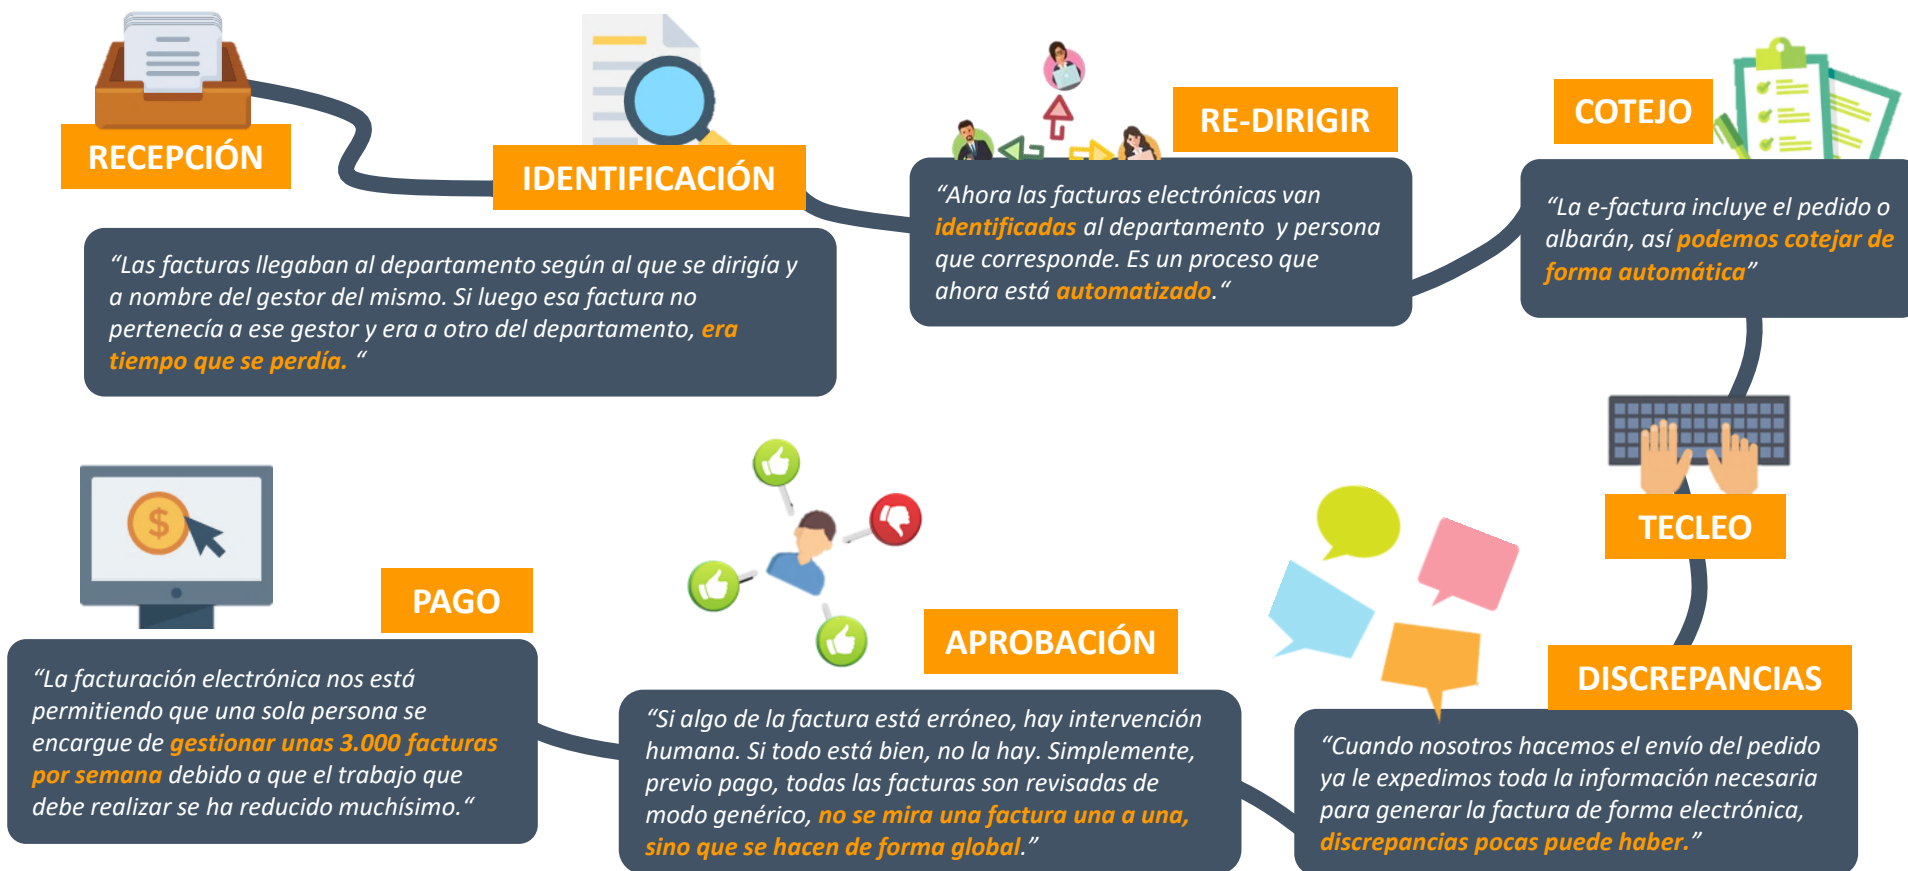 RECEPCIÓN
IDENTIFICACIÓN
“Las facturas llegaban al departamento según al que se dirigía y
a nombre del gestor del mismo. Si luego esa factura no
pertenecía a ese gestor y era a otro del departamento, era
tiempo que se perdía. “
RE-DIRIGIR
“Ahora las facturas electrónicas van
identificadas al departamento y persona
que corresponde. Es un proceso que
ahora está automatizado.“
COTEJO
“La e-factura incluye el pedido o
albarán, así podemos cotejar de
forma automática”
TECLEO
DISCREPANCIAS
“Cuando nosotros hacemos el envío del pedido
ya le expedimos toda la información necesaria
para generar la factura de forma electrónica,
discrepancias pocas puede haber.”
APROBACIÓN
“Si algo de la factura está erróneo, hay intervención
humana. Si todo está bien, no la hay. Simplemente,
previo pago, todas las facturas son revisadas de
modo genérico, no se mira una factura una a una,
sino que se hacen de forma global.”
PAGO
$
“La facturación electrónica nos está
permitiendo que una sola persona se
encargue de gestionar unas 3.000 facturas
por semana debido a que el trabajo que
debe realizar se ha reducido muchísimo.“